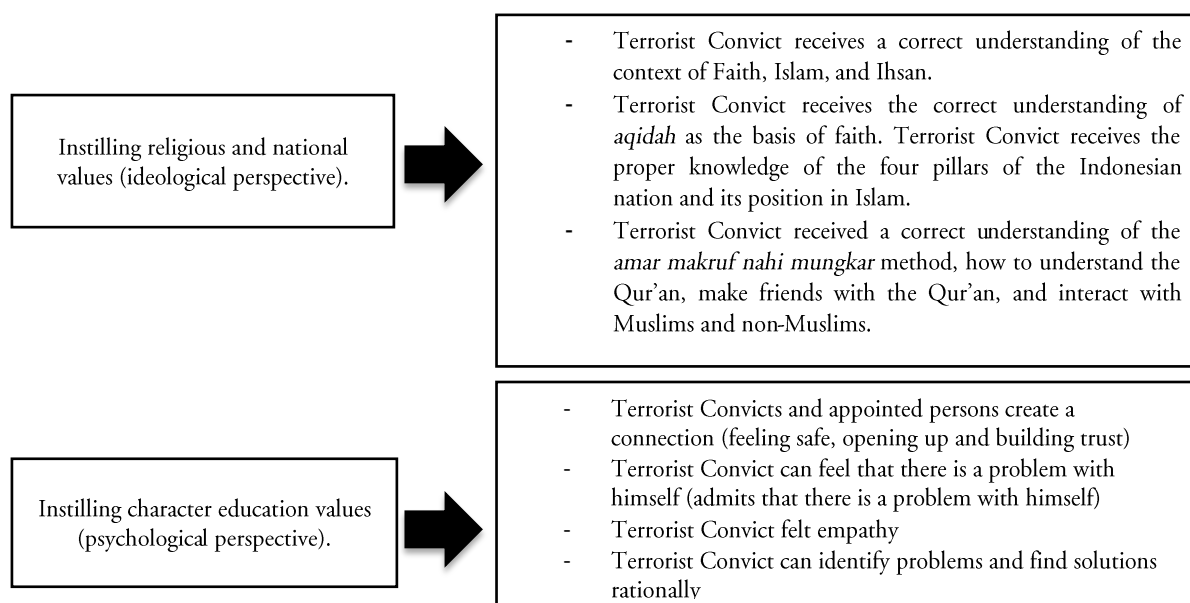 Instilling religious and national
values (ideological perspective).
- Terrorist Convict receives a correct understanding of the
context of Faith, Islam, and Ihsan.
- Terrorist Convict receives the correct understanding of
aqidah as the basis of faith. Terrorist Convict receives the
proper knowledge of the four pillars of the Indonesian
nation and its position in Islam.
- Terrorist Convict received a correct understanding of the
amar makruf nahi mungkar method, how to understand the
Qur’an, make friends with the Qur’an, and interact with
Muslims and non-Muslims.
Instilling character education values
(psychological perspective).
- Terrorist Convicts and appointed persons create a
connection (feeling safe, opening up and building trust)
- Terrorist Convict can feel that there is a problem with
himself (admits that there is a problem with himself)
- Terrorist Convict felt empathy
- Terrorist Convict can identify problems and find solutions
rationally